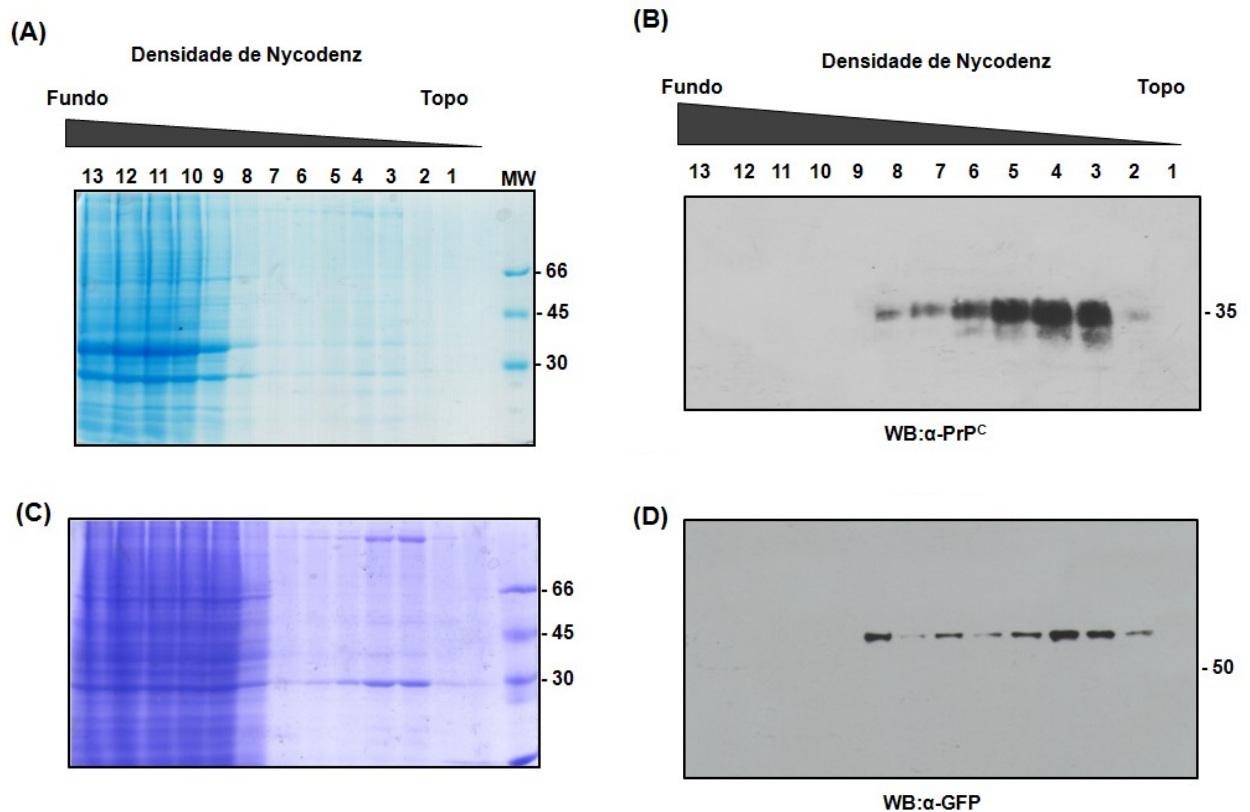 (A)
Densidade de Nycodenz
Fundo Topo
13 12 11 10 9 8 7 6 5 4 3 2 1 MW
- 66
- 45
- 30
(B)
Densidade de Nycodenz
Fundo Topo
13 12 11 10 9 8 7 6 5 4 3 2 1
- 35
WB:α-PrPᶜ
(C)
- 66
- 45
- 30
(D)
- 50
WB:α-GFP